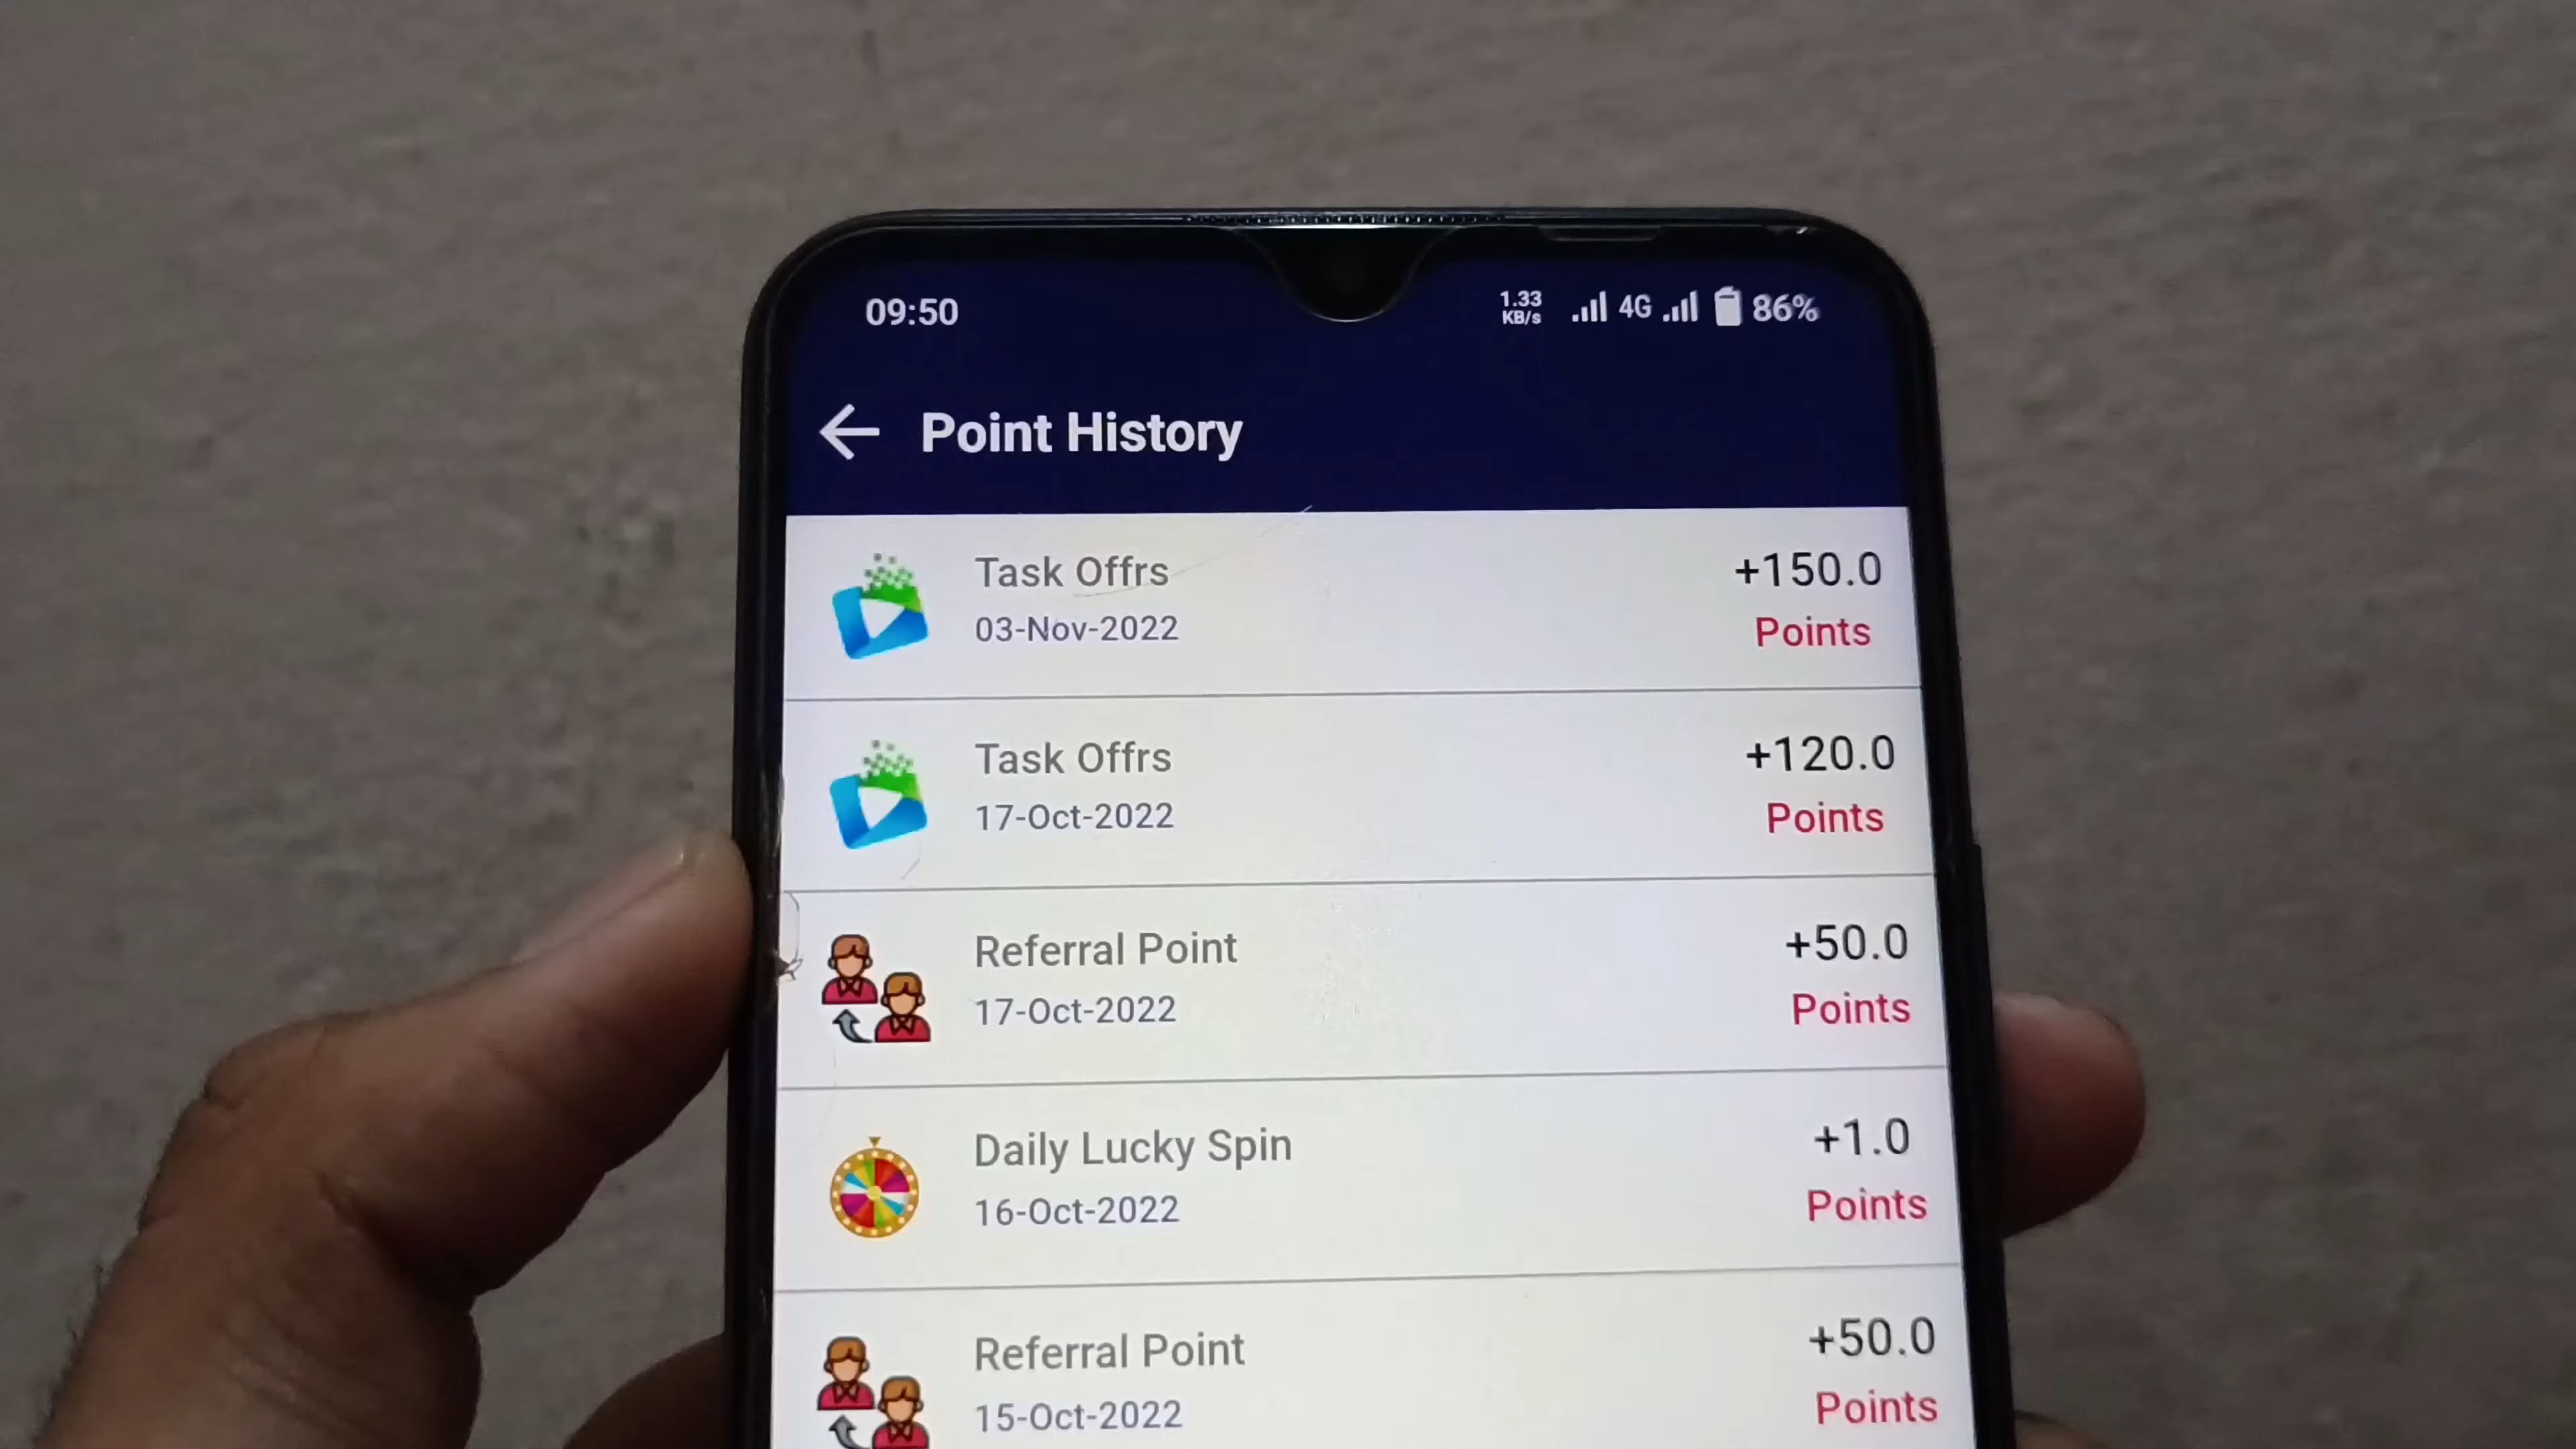 09:50 1.33 KB/s 4G 86%
Point History
Task Offrs +150.0
03-Nov-2022 Points
Task Offrs +120.0
17-Oct-2022 Points
Referral Point +50.0
17-Oct-2022 Points
Daily Lucky Spin +1.0
16-Oct-2022 Points
Referral Point +50.0
15-Oct-2022 Points